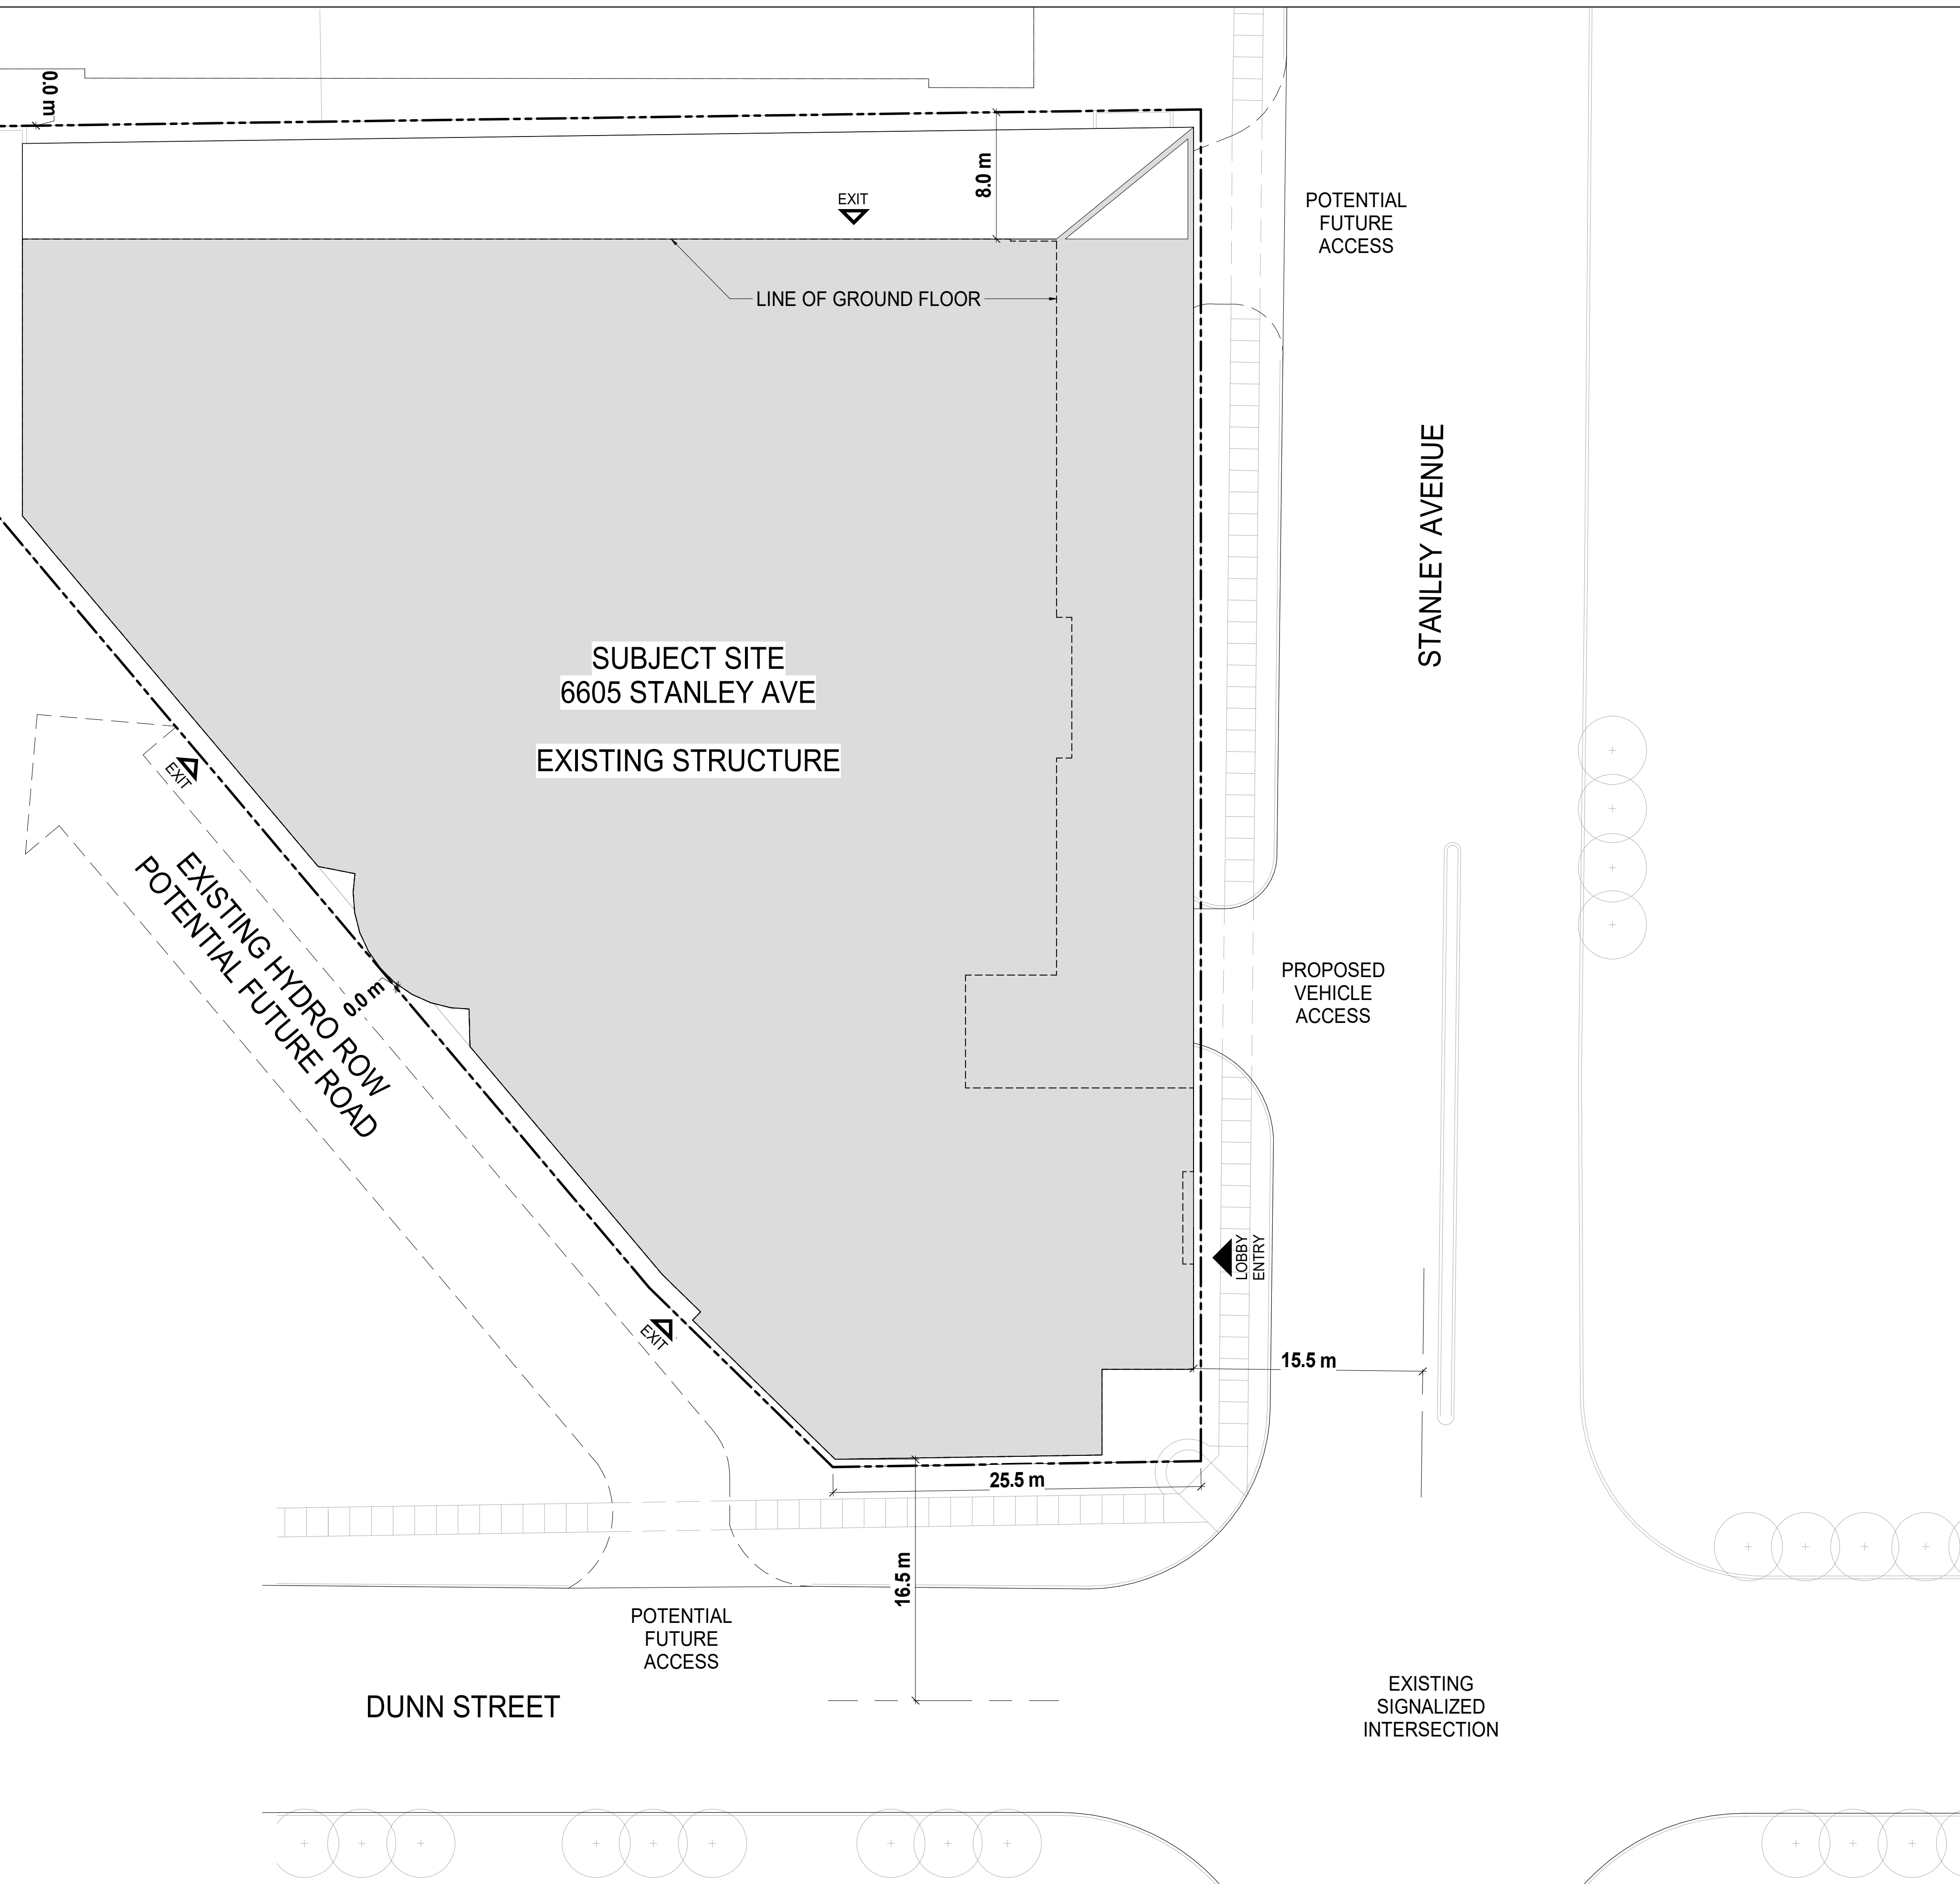 0.0 m
8.0 m
EXIT
POTENTIAL
FUTURE
ACCESS
LINE OF GROUND FLOOR
STANLEY AVENUE
SUBJECT SITE
6605 STANLEY AVE
EXISTING STRUCTURE
EXIT
EXISTING HYDRO ROW
POTENTIAL FUTURE ROAD
0.0 m
PROPOSED
VEHICLE
ACCESS
LOBBY
ENTRY
EXIT
15.5 m
25.5 m
16.5 m
POTENTIAL
FUTURE
ACCESS
DUNN STREET
EXISTING
SIGNALIZED
INTERSECTION